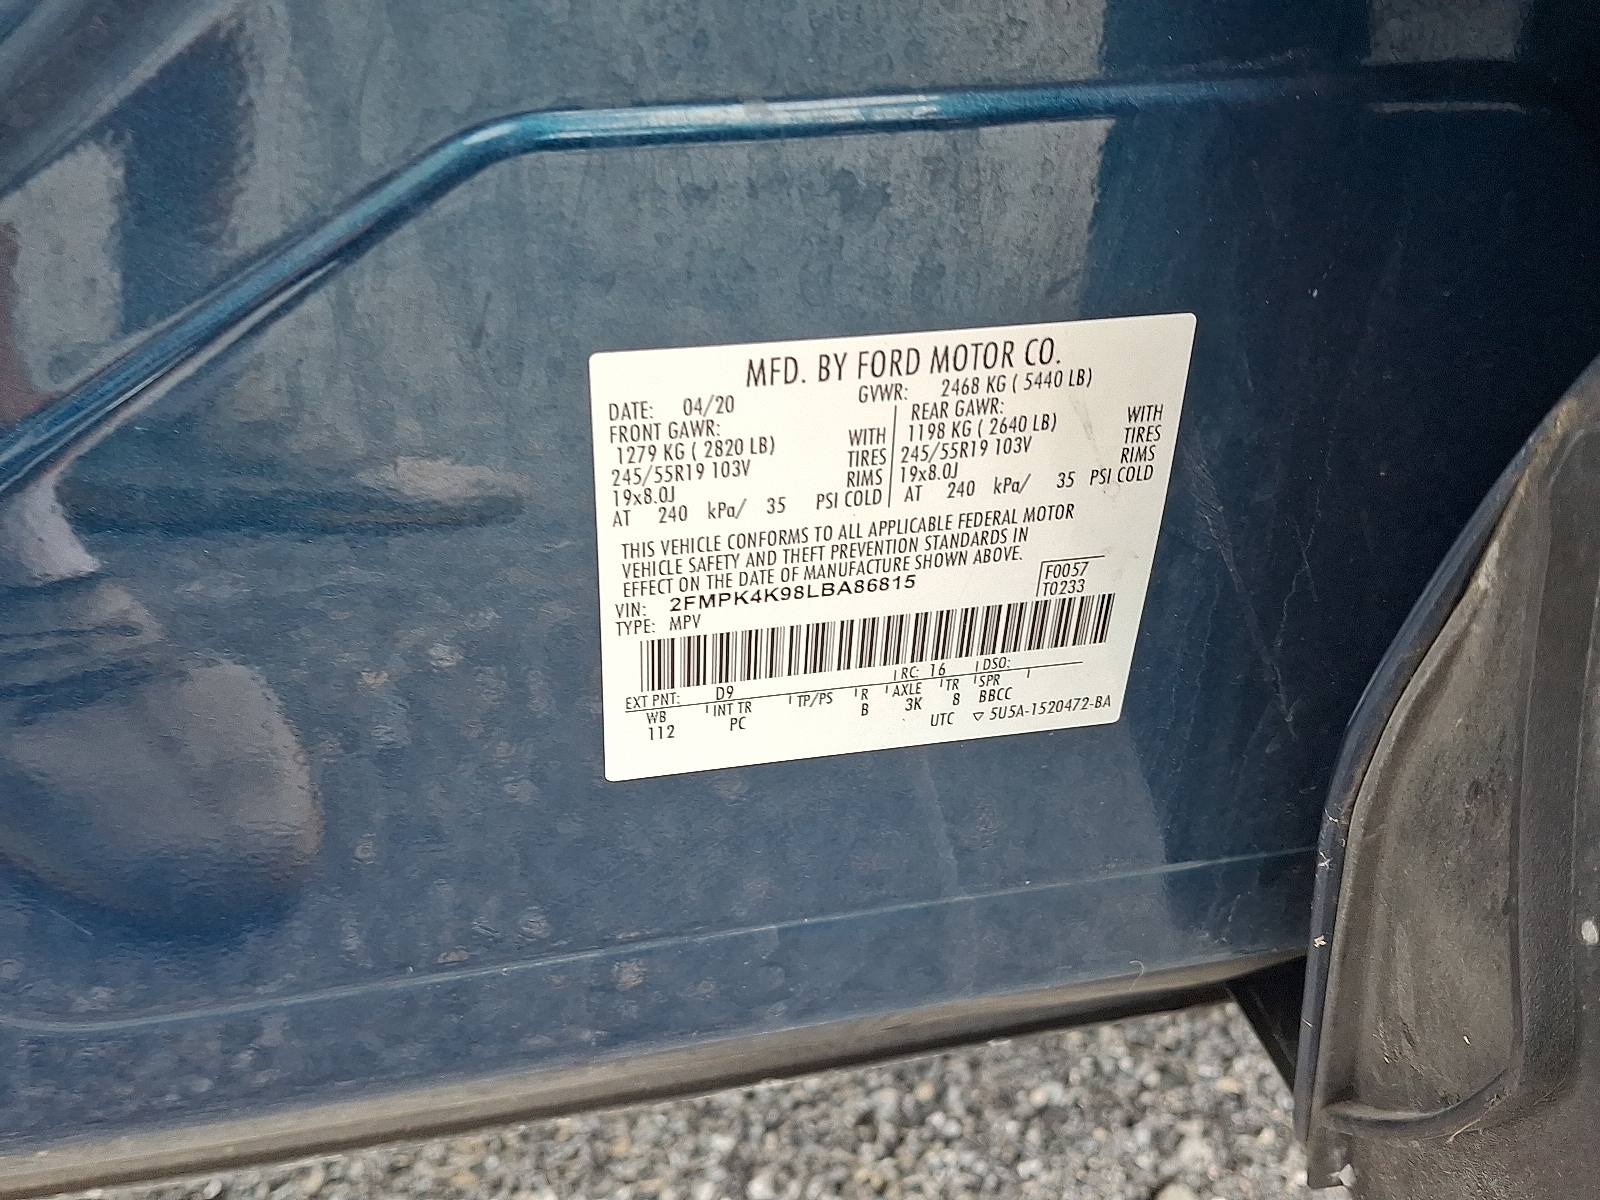 MFD. BY FORD MOTOR CO.
DATE: 04/20 GVWR: 2468 KG ( 5440 LB)
FRONT GAWR: WITH
1279 KG ( 2820 LB) TIRES
245/55R19 103V RIMS
19x8.0J PSI COLD
AT 240 kPa/ 35
REAR GAWR: WITH
1198 KG ( 2640 LB) TIRES
245/55R19 103V RIMS
19x8.0J PSI COLD
AT 240 kPa/ 35
THIS VEHICLE CONFORMS TO ALL APPLICABLE FEDERAL MOTOR
VEHICLE SAFETY AND THEFT PREVENTION STANDARDS IN
EFFECT ON THE DATE OF MANUFACTURE SHOWN ABOVE.
VIN: 2FMPK4K98LBA86815
TYPE: MPV
F0057
T0233
EXT PNT: D9 RC: 16 DSO:
WB INT TR TP/PS R AXLE TR SPR
112 PC B 3K 8 BBCC
UTC ▽ 5U5A-1520472-BA